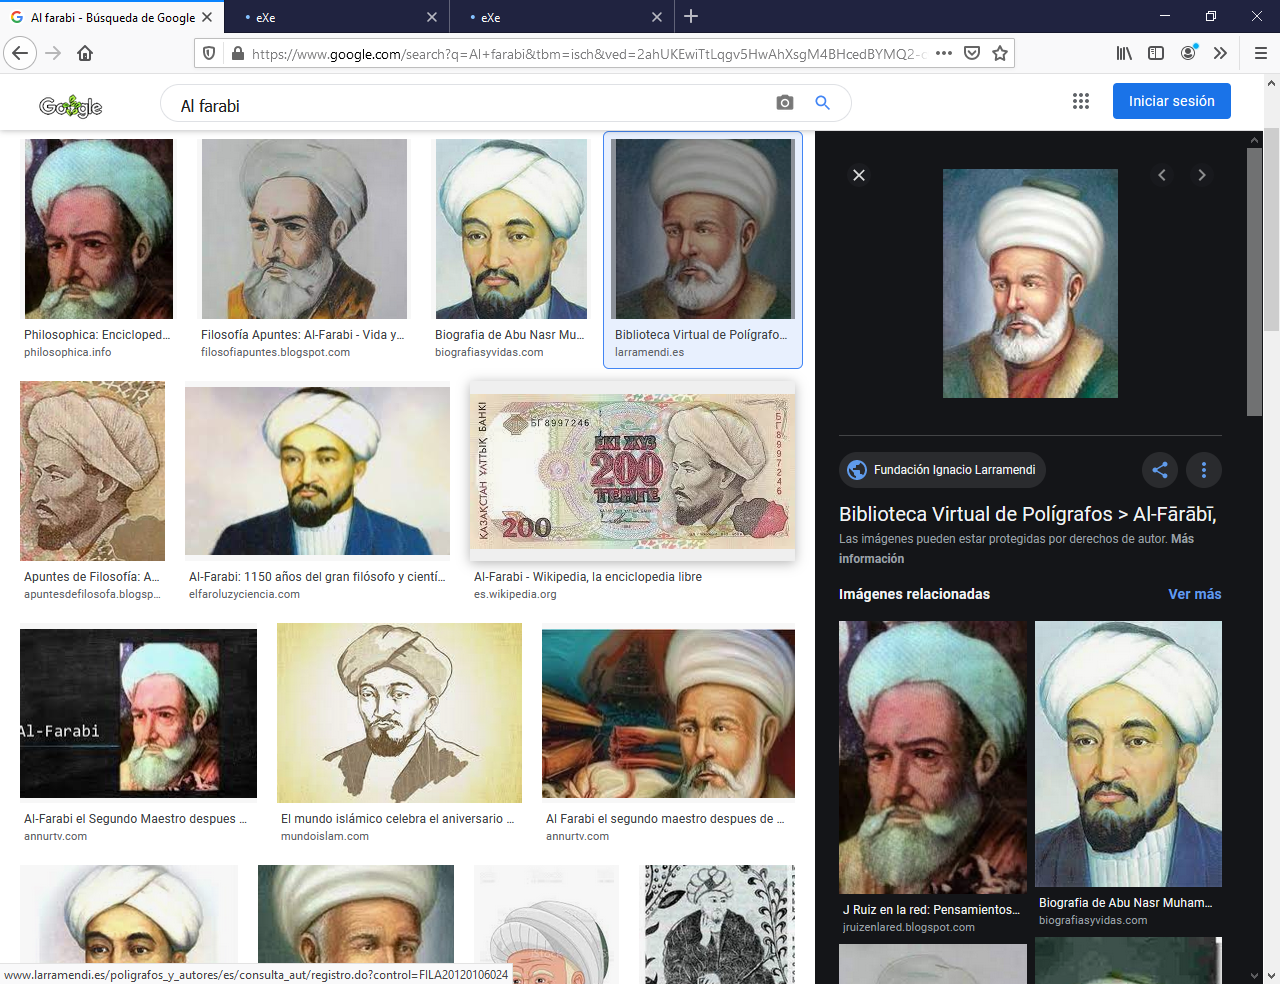 Al farabi - Búsqueda de Google
eXe
eXe
https://www.google.com/search?q=Al+farabi&tbm=isch&ved=2ahUKEwiTtLqgv5HwAhXsgM4BHcedBYMQ2-c
Google
Al farabi
Iniciar sesión
Philosophica: Encicloped...
philosophica.info
Filosofía Apuntes: Al-Farabi - Vida y...
filosofiapuntes.blogspot.com
Biografia de Abu Nasr Mu...
biografiasyvidas.com
Biblioteca Virtual de Polígrafo...
larramendi.es
ҚАЗАҚСТАН ҰЛТТЫҚ БАНКІ
БГ8997246
ЕКІ ЖҮЗ
200
ТЕҢГЕ
200
БГ8997246
Apuntes de Filosofía: A...
apuntesdefilosofa.blogsp...
Al-Farabi: 1150 años del gran filósofo y cientí...
elfaroluzyciencia.com
Al-Farabi - Wikipedia, la enciclopedia libre
es.wikipedia.org
Al-Farabi
Al-Farabi el Segundo Maestro despues ...
annurtv.com
El mundo islámico celebra el aniversario ...
mundoislam.com
Al Farabi el segundo maestro despues de ...
annurtv.com
Fundación Ignacio Larramendi
Biblioteca Virtual de Polígrafos > Al-Fārābī,
Las imágenes pueden estar protegidas por derechos de autor. Más
información
Imágenes relacionadas
Ver más
J Ruiz en la red: Pensamientos...
jruizenlared.blogspot.com
Biografia de Abu Nasr Muham...
biografiasyvidas.com
www.larramendi.es/poligrafos_y_autores/es/consulta_aut/registro.do?control=FILA20120106024